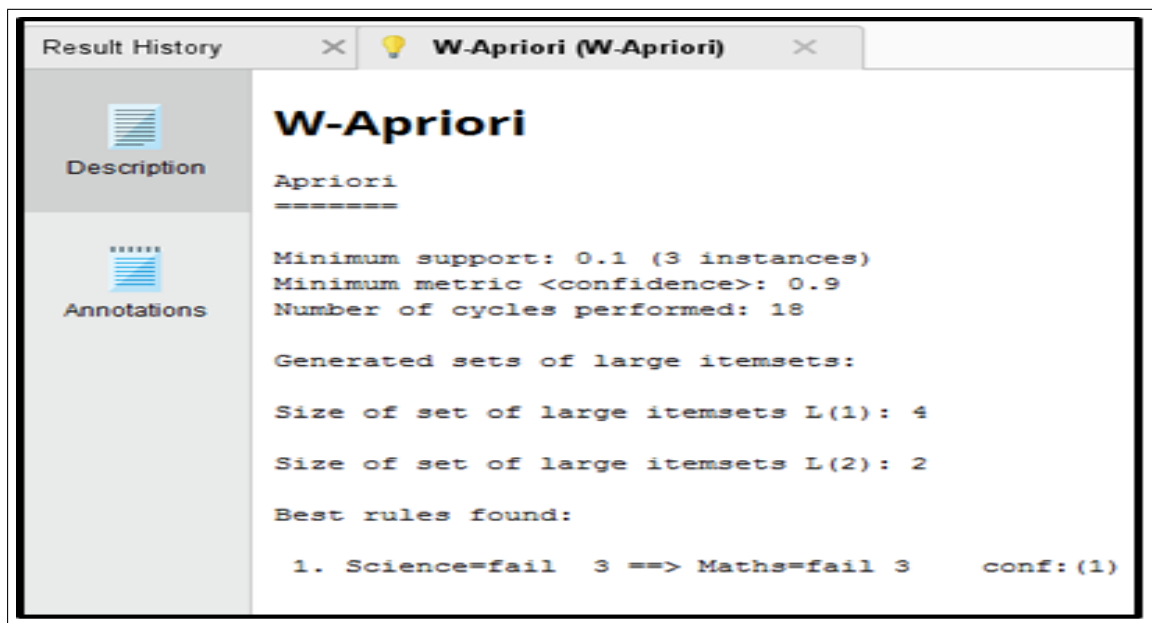 Result History
W-Apriori (W-Apriori)
Description
Annotations
W-Apriori
Apriori
=======
Minimum support: 0.1 (3 instances)
Minimum metric <confidence>: 0.9
Number of cycles performed: 18
Generated sets of large itemsets:
Size of set of large itemsets L(1): 4
Size of set of large itemsets L(2): 2
Best rules found:
1. Science=fail 3 ==> Maths=fail 3 conf:(1)